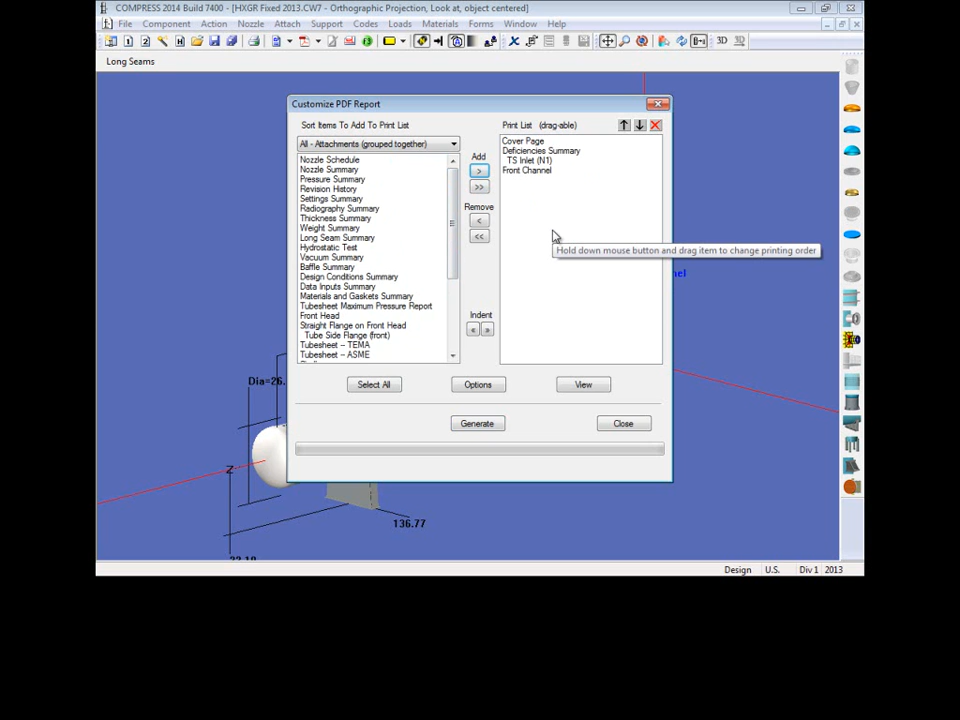 COMPRESS 2014 Build 7400 - [HXGR Fixed 2013.CW7 - Orthographic Projection, Look at, object centered]
File Component Action Nozzle Attach Support Codes Loads Materials Forms Window Help
3D
Long Seams
Customize PDF Report
Sort Items To Add To Print List
All - Attachments (grouped together)
Nozzle Schedule
Nozzle Summary
Pressure Summary
Revision History
Settings Summary
Radiography Summary
Thickness Summary
Weight Summary
Long Seam Summary
Hydrostatic Test
Vacuum Summary
Baffle Summary
Design Conditions Summary
Data Inputs Summary
Materials and Gaskets Summary
Tubesheet Maximum Pressure Report
Front Head
Straight Flange on Front Head
Tube Side Flange (front)
Tubesheet -- TEMA
Tubesheet -- ASME
Add
>
>>
Remove
<
<<
Indent
«
»
Print List (drag-able)
Cover Page
Deficiencies Summary
TS Inlet (N1)
Front Channel
Hold down mouse button and drag item to change printing order
nel
Select All
Options
View
Generate
Close
Dia=26.
Z
136.77
Design U.S. Div 1 2013